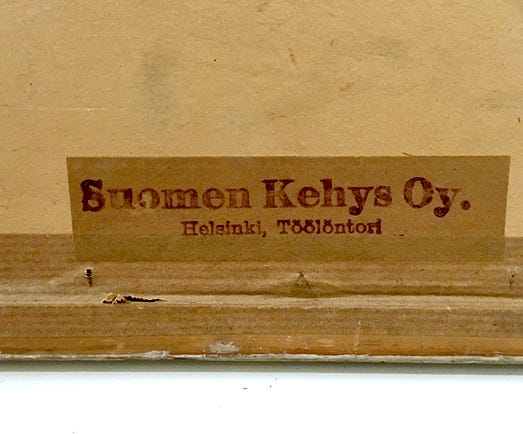 Suomen Kehys Oy.
Helsinki, Töölöntori